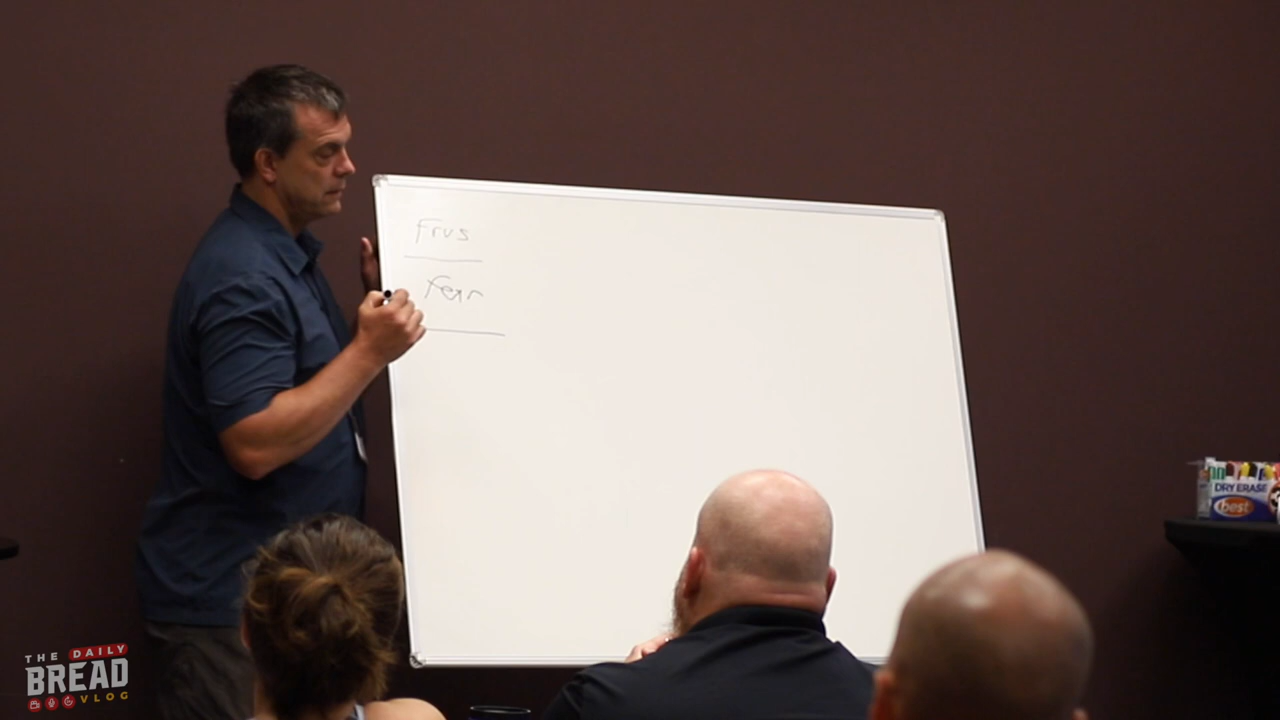 Frus
Fear
DRY ERASE
best
THE DAILY
BREAD
VLOG